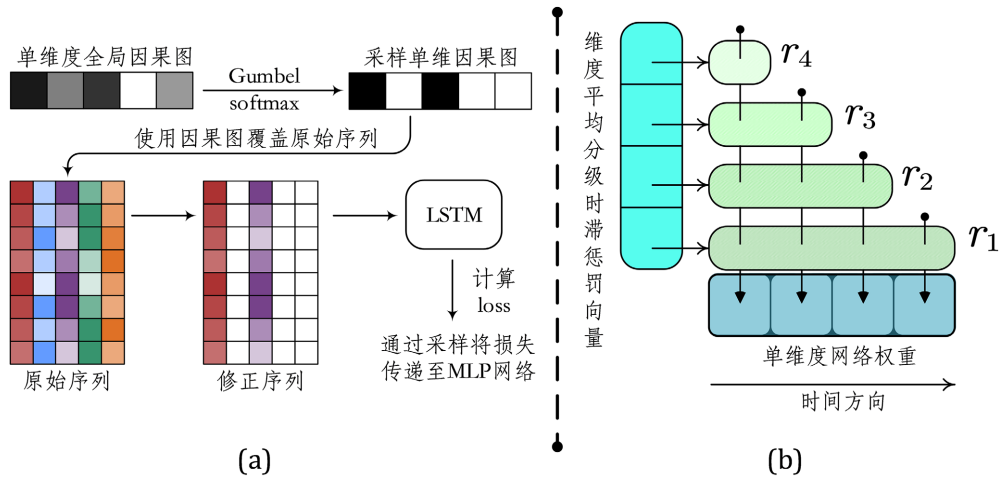 单维度全局因果图
Gumbel
softmax
采样单维因果图
使用因果图覆盖原始序列
LSTM
计算
loss
通过采样将损失
传递至MLP网络
原始序列
修正序列
(a)
维度平均分级时滞惩罚向量
r4
r3
r2
r1
单维度网络权重
时间方向
(b)